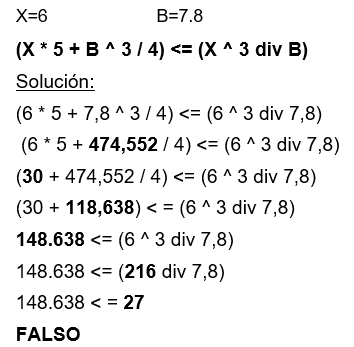 X=6 B=7.8
(X * 5 + B ^ 3 / 4) <= (X ^ 3 div B)
Solución:
(6 * 5 + 7,8 ^ 3 / 4) <= (6 ^ 3 div 7,8)
(6 * 5 + 474,552 / 4) <= (6 ^ 3 div 7,8)
(30 + 474,552 / 4) <= (6 ^ 3 div 7,8)
(30 + 118,638) < = (6 ^ 3 div 7,8)
148.638 <= (6 ^ 3 div 7,8)
148.638 <= (216 div 7,8)
148.638 < = 27
FALSO